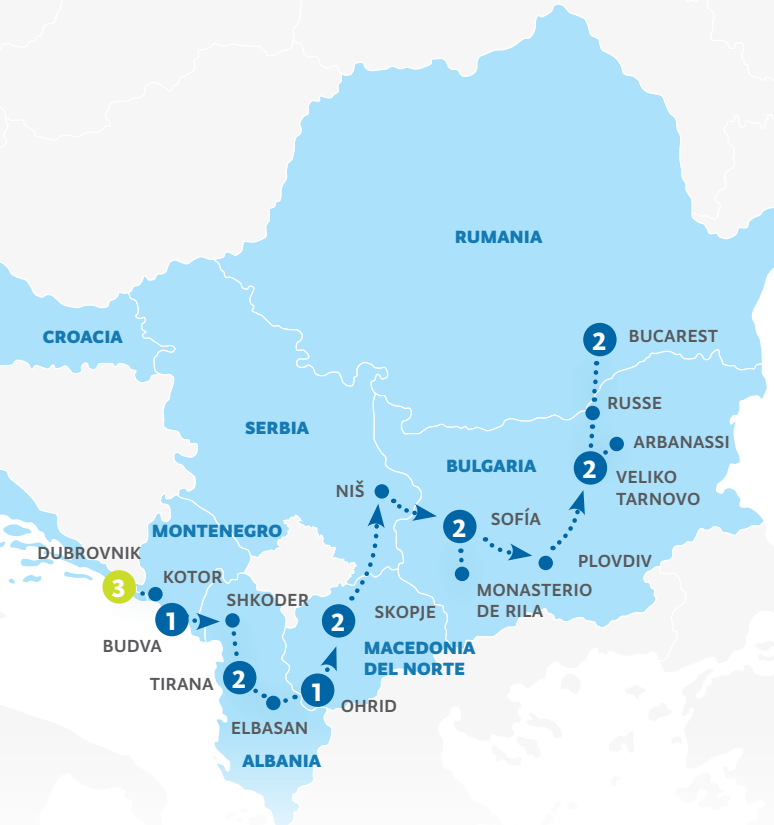 RUMANIA
CROACIA
2
BUCAREST
RUSSE
SERBIA
ARBANASSI
BULGARIA
2
VELIKO
TARNOVO
NIŠ
2
SOFÍA
MONTENEGRO
DUBROVNIK
PLOVDIV
KOTOR
3
MONASTERIO
DE RILA
SHKODER
1
2
SKOPJE
BUDVA
MACEDONIA
DEL NORTE
TIRANA
2
1
OHRID
ELBASAN
ALBANIA